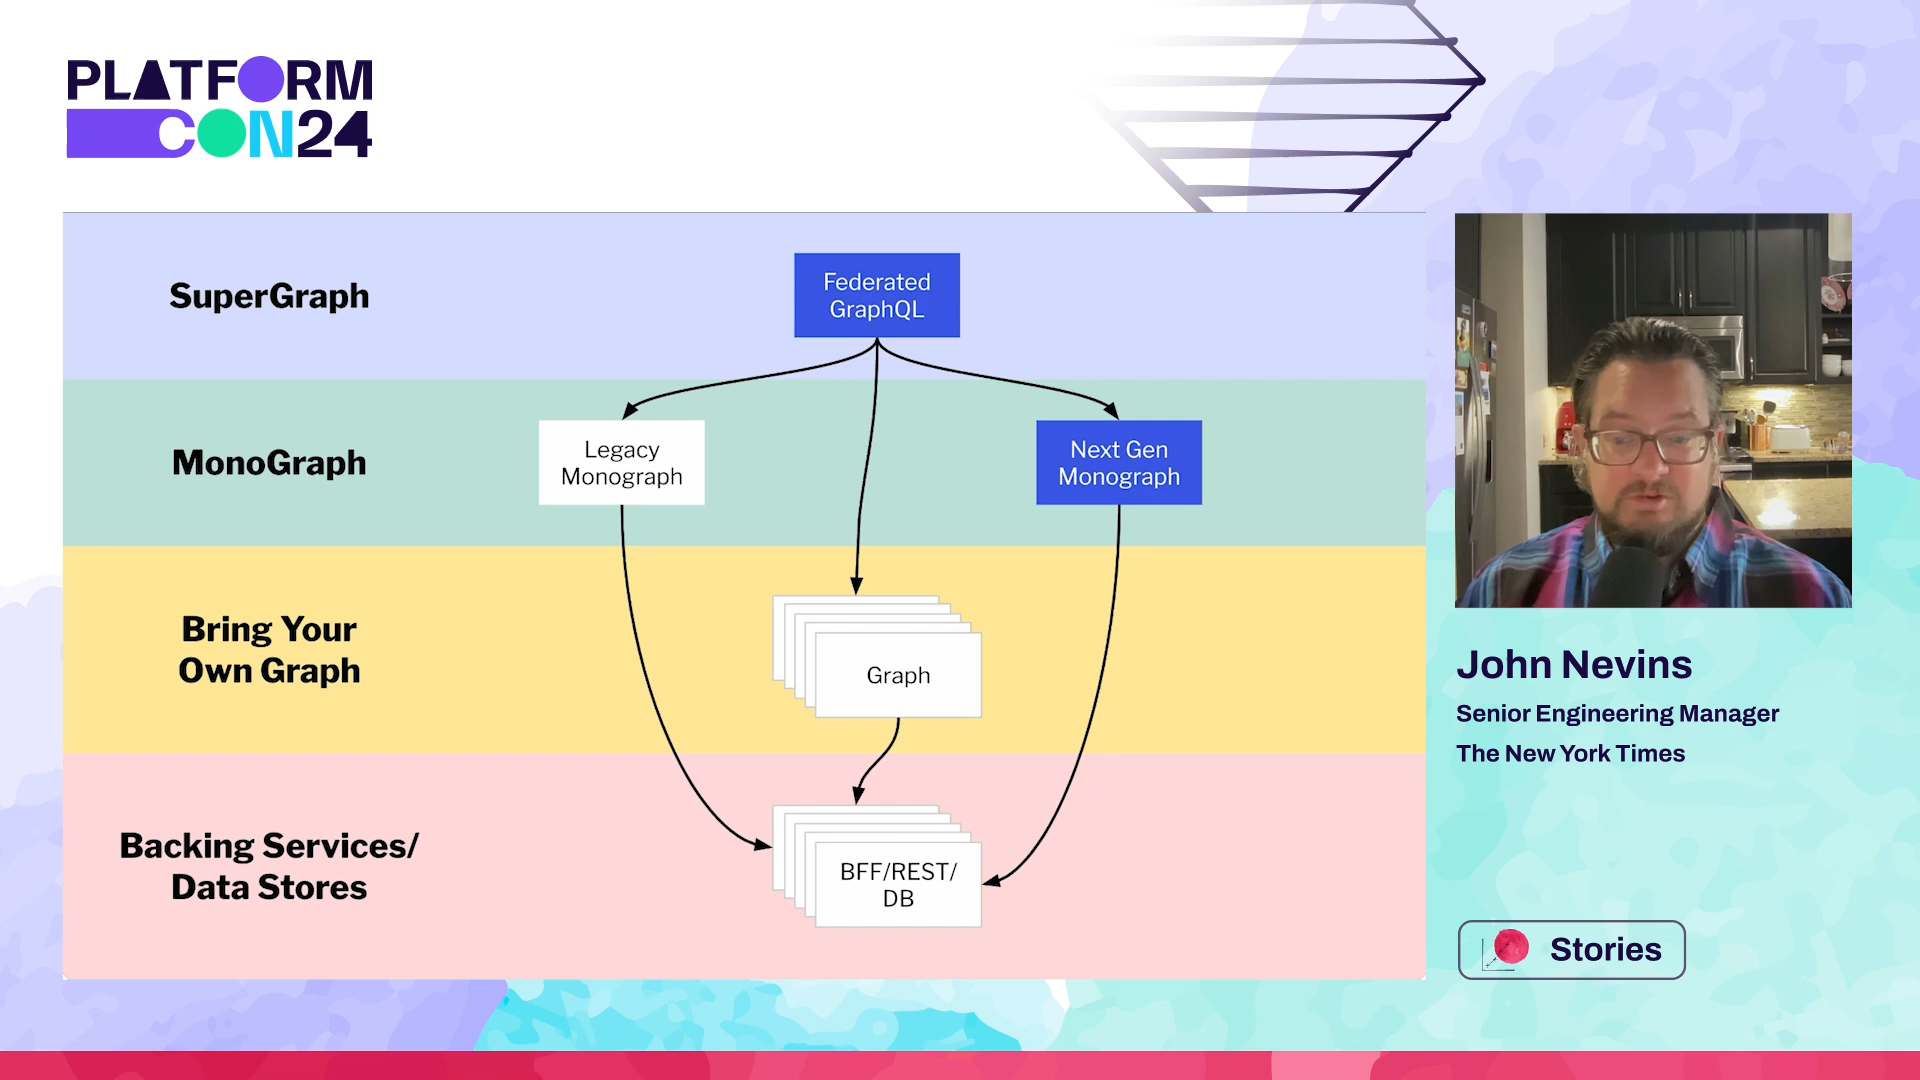 PLATFORM
CON24
SuperGraph
Federated
GraphQL
MonoGraph
Legacy
Monograph
Next Gen
Monograph
Bring Your
Own Graph
Graph
Backing Services/
Data Stores
BFF/REST/
DB
John Nevins
Senior Engineering Manager
The New York Times
Stories